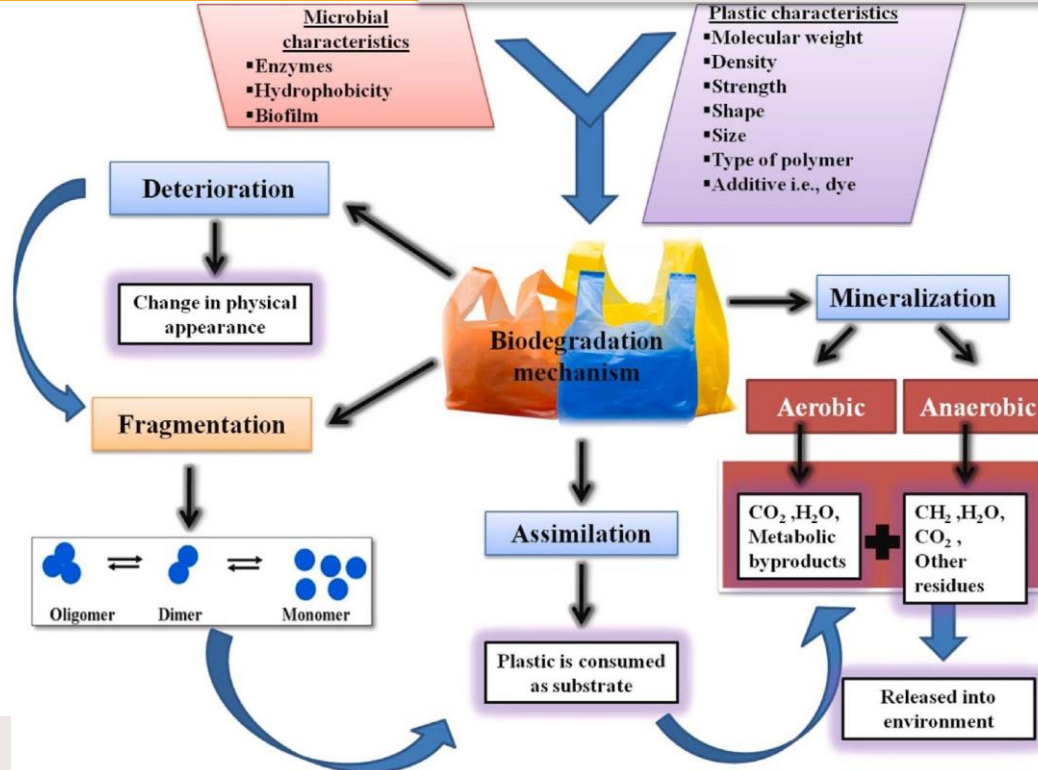 Microbial
characteristics
▪Enzymes
▪Hydrophobicity
▪Biofilm
Plastic characteristics
▪Molecular weight
▪Density
▪Strength
▪Shape
▪Size
▪Type of polymer
▪Additive i.e., dye
Deterioration
Change in physical
appearance
Biodegradation
mechanism
Mineralization
Fragmentation
Aerobic
Anaerobic
Oligomer
Dimer
Monomer
Assimilation
CO₂ ,H₂O,
Metabolic
byproducts
CH₂ ,H₂O,
CO₂ ,
Other
residues
Plastic is consumed
as substrate
Released into
environment